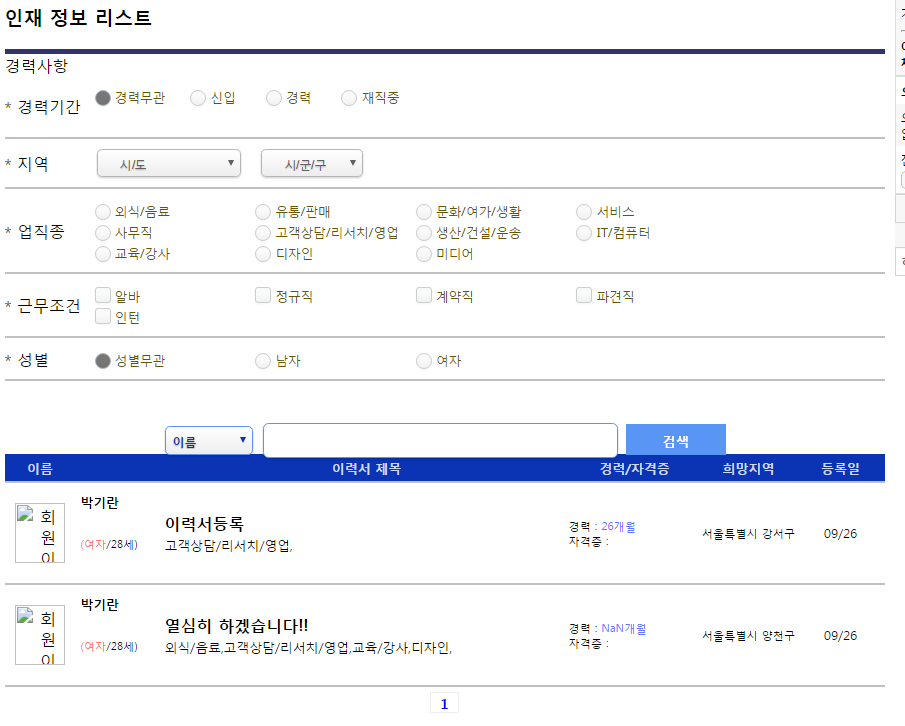 인재 정보 리스트
경력사항
* 경력기간 경력무관 신입 경력 재직중
* 지역 시/도 시/군/구
* 업직종
외식/음료 유통/판매 문화/여가/생활 서비스
사무직 고객상담/리서치/영업 생산/건설/운송 IT/컴퓨터
교육/강사 디자인 미디어
* 근무조건
알바 정규직 계약직 파견직
인턴
* 성별 성별무관 남자 여자
이름 검색
이름 이력서 제목 경력/자격증 희망지역 등록일
회원이
박기란
(여자/28세)
이력서등록
고객상담/리서치/영업,
경력 : 26개월
자격증 :
서울특별시 강서구
09/26
회원이
박기란
(여자/28세)
열심히 하겠습니다!!
외식/음료,고객상담/리서치/영업,교육/강사,디자인,
경력 : NaN개월
자격증 :
서울특별시 양천구
09/26
1